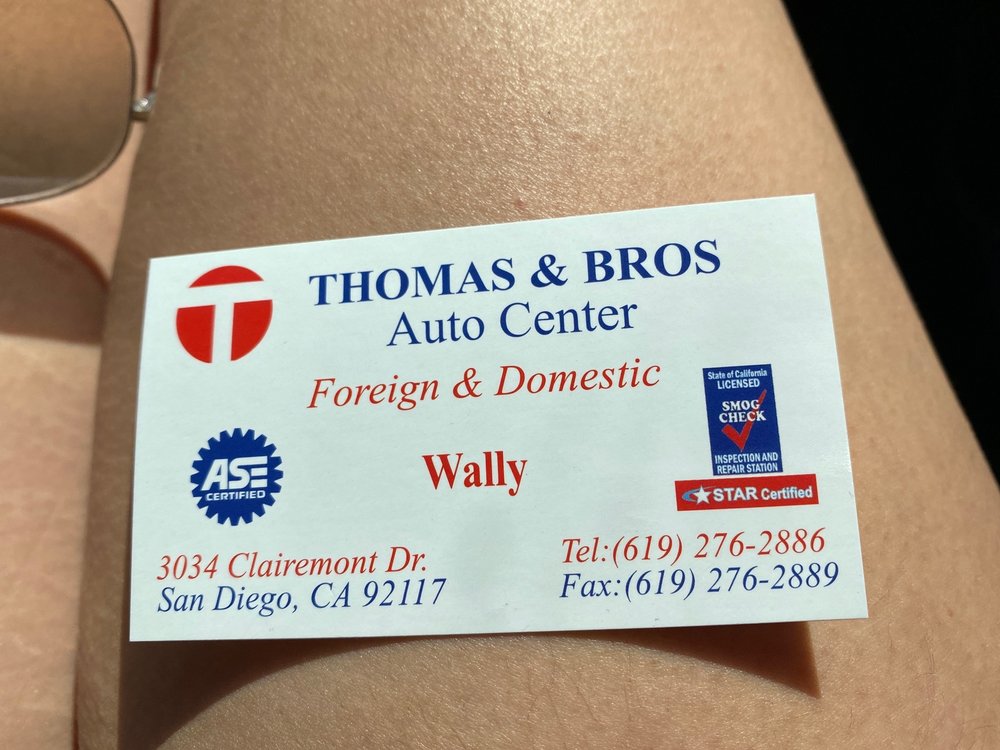 T
THOMAS & BROS
Auto Center
Foreign & Domestic
State of California
LICENSED
SMOG
CHECK
INSPECTION AND
REPAIR STATION
STAR Certified
ASE
CERTIFIED
Wally
3034 Clairemont Dr.
San Diego, CA 92117
Tel:(619) 276-2886
Fax:(619) 276-2889